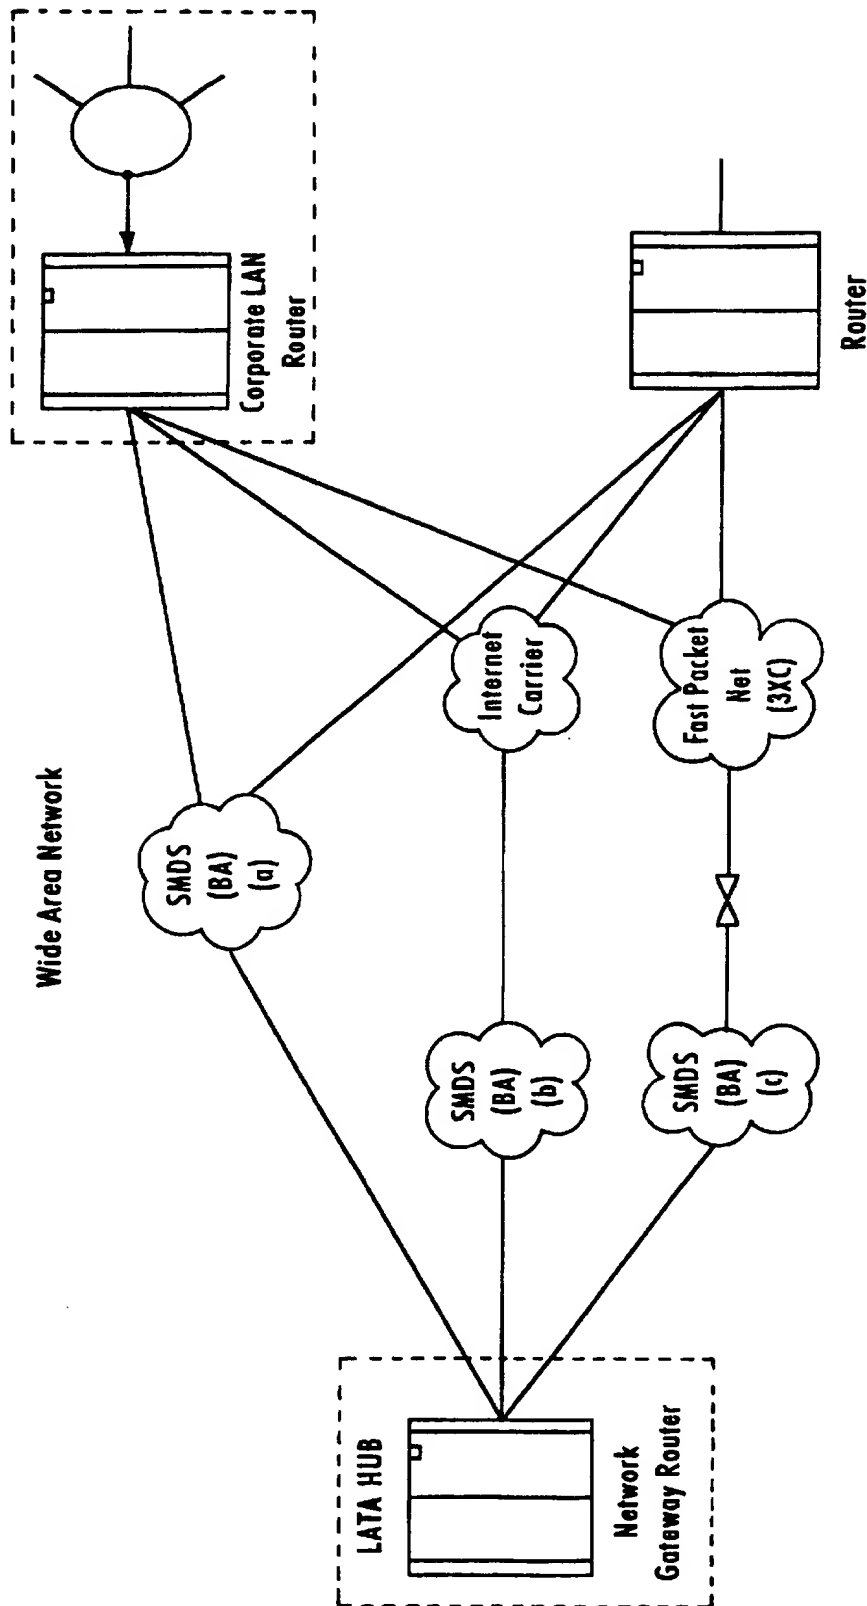 Wide Area Network
LATA HUB
Network
Gateway Router
SMDS
(BA)
(a)
SMDS
(BA)
(b)
SMDS
(BA)
(c)
Internet
Carrier
Fast Packet
Net
(3XC)
Corporate LAN
Router
Router